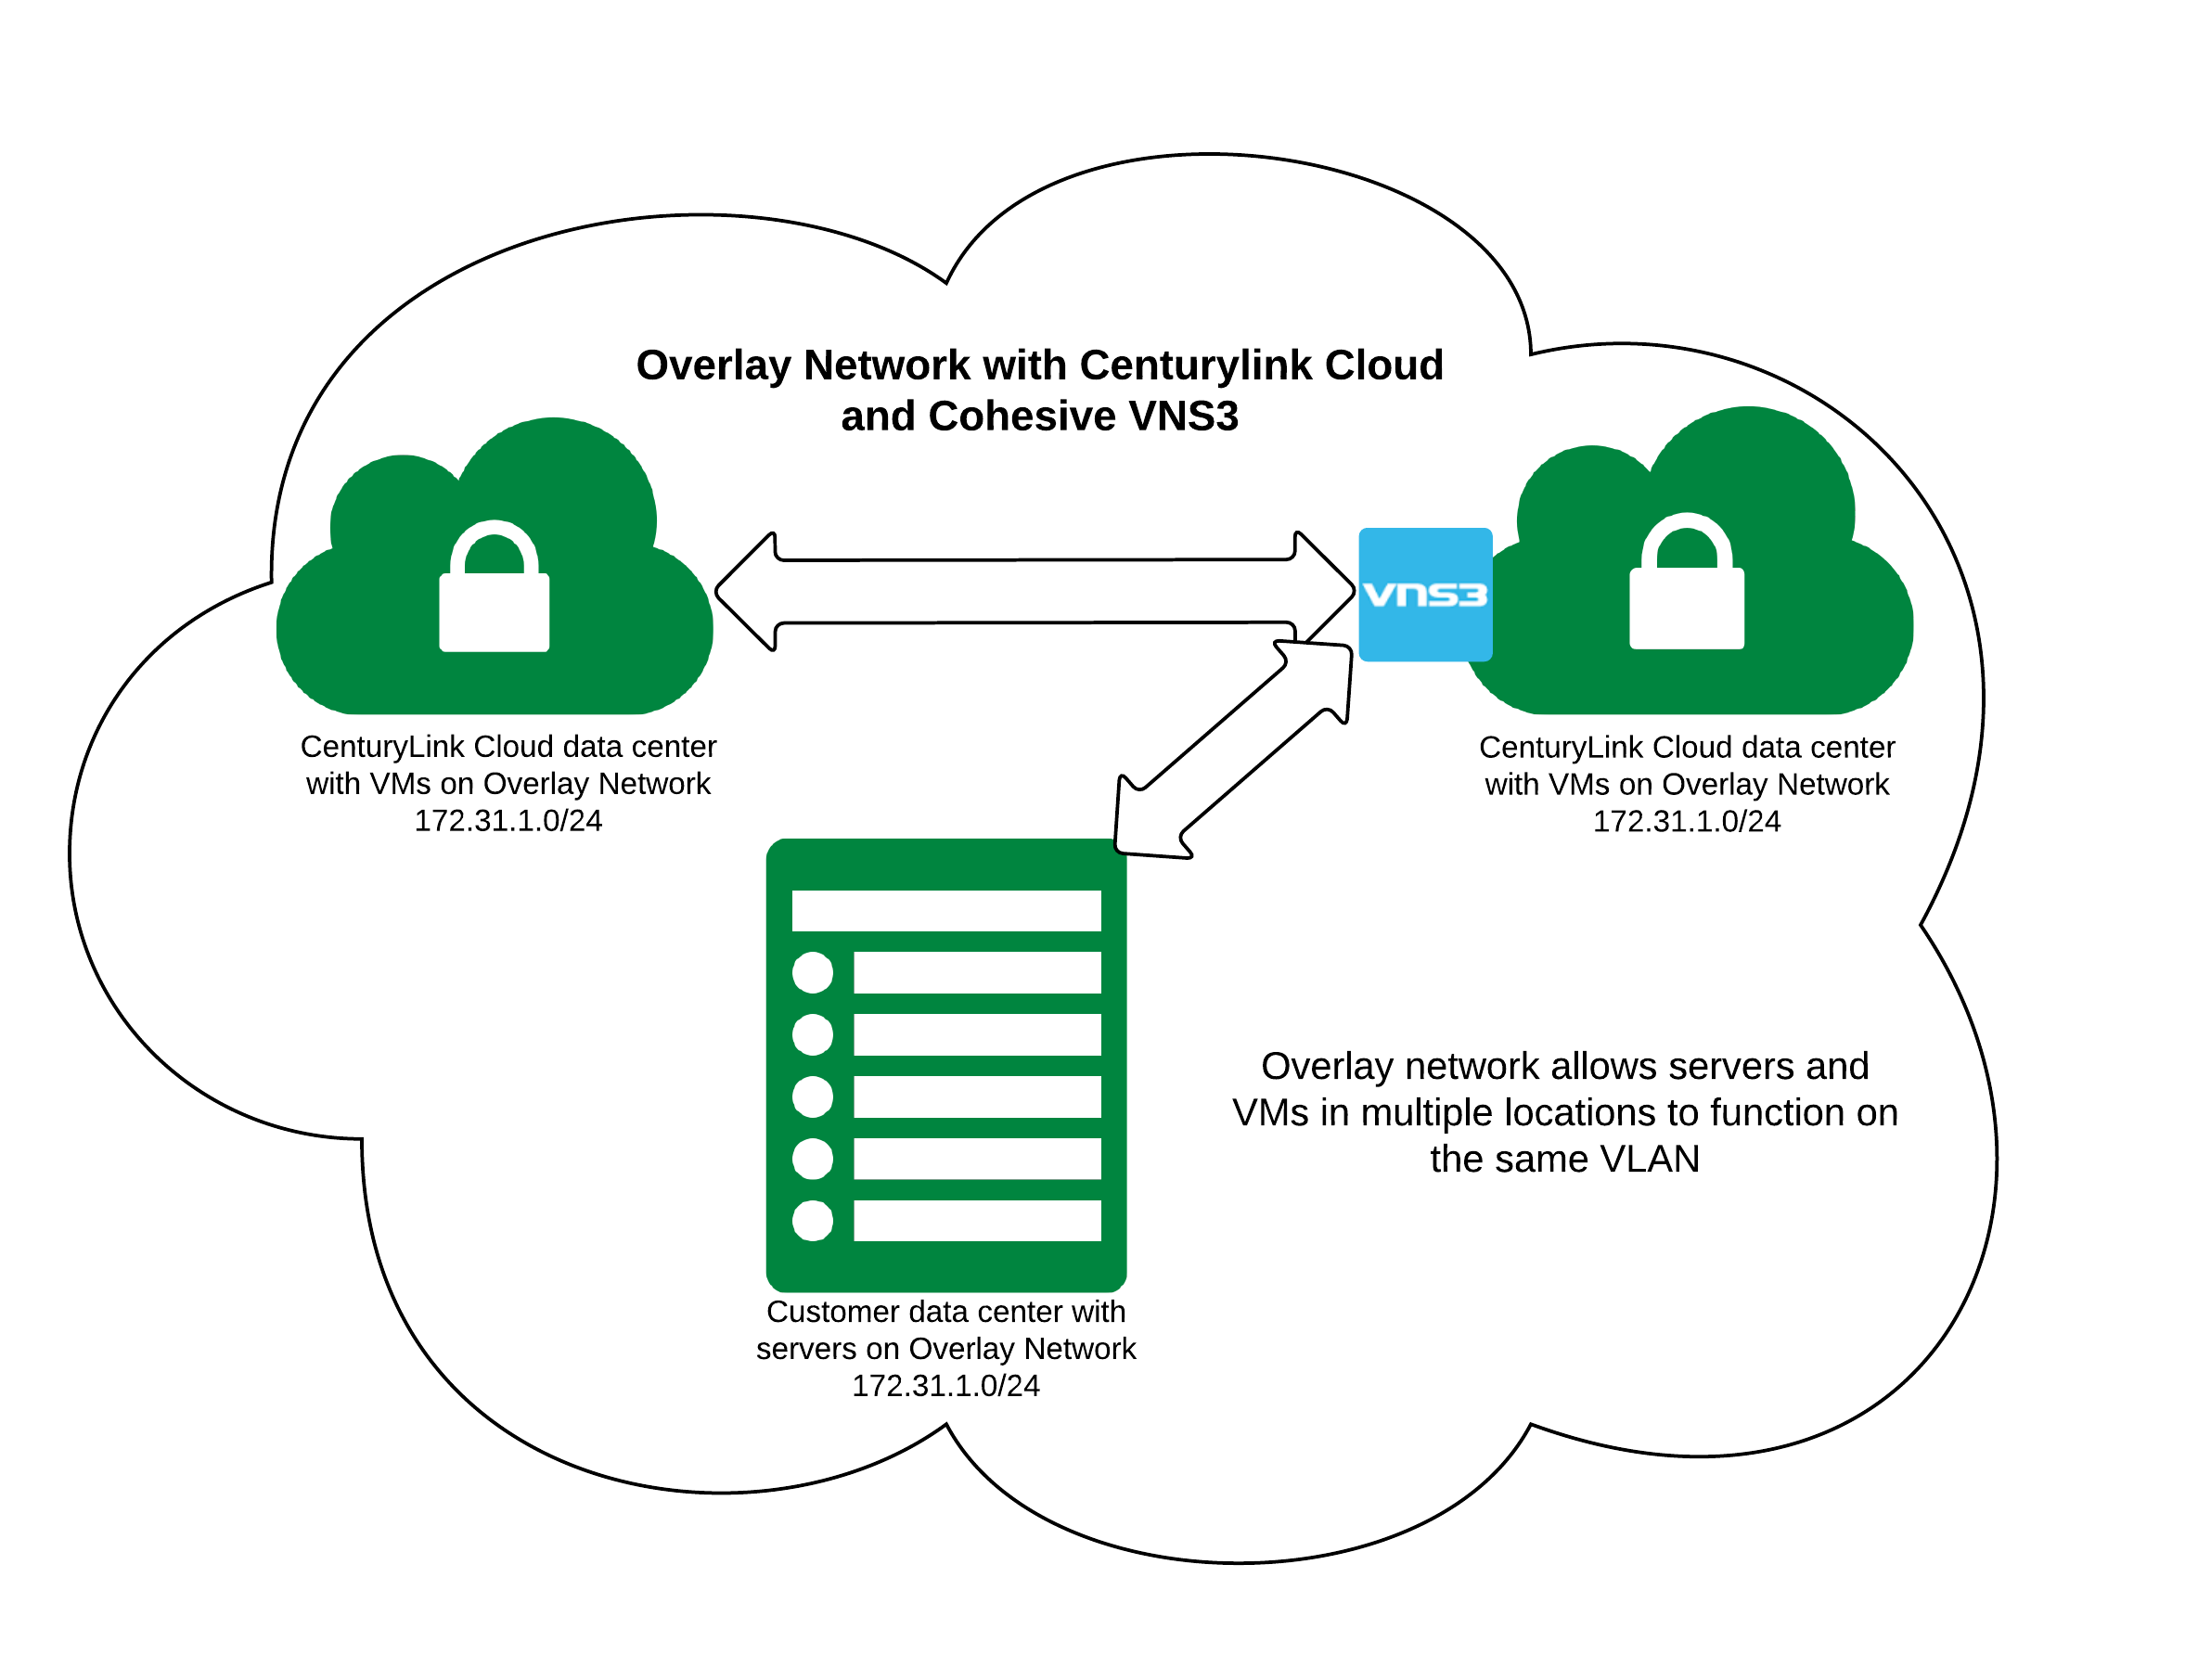 Overlay Network with Centurylink Cloud
and Cohesive VNS3
vns3
CenturyLink Cloud data center
with VMs on Overlay Network
172.31.1.0/24
CenturyLink Cloud data center
with VMs on Overlay Network
172.31.1.0/24
Overlay network allows servers and
VMs in multiple locations to function on
the same VLAN
Customer data center with
servers on Overlay Network
172.31.1.0/24